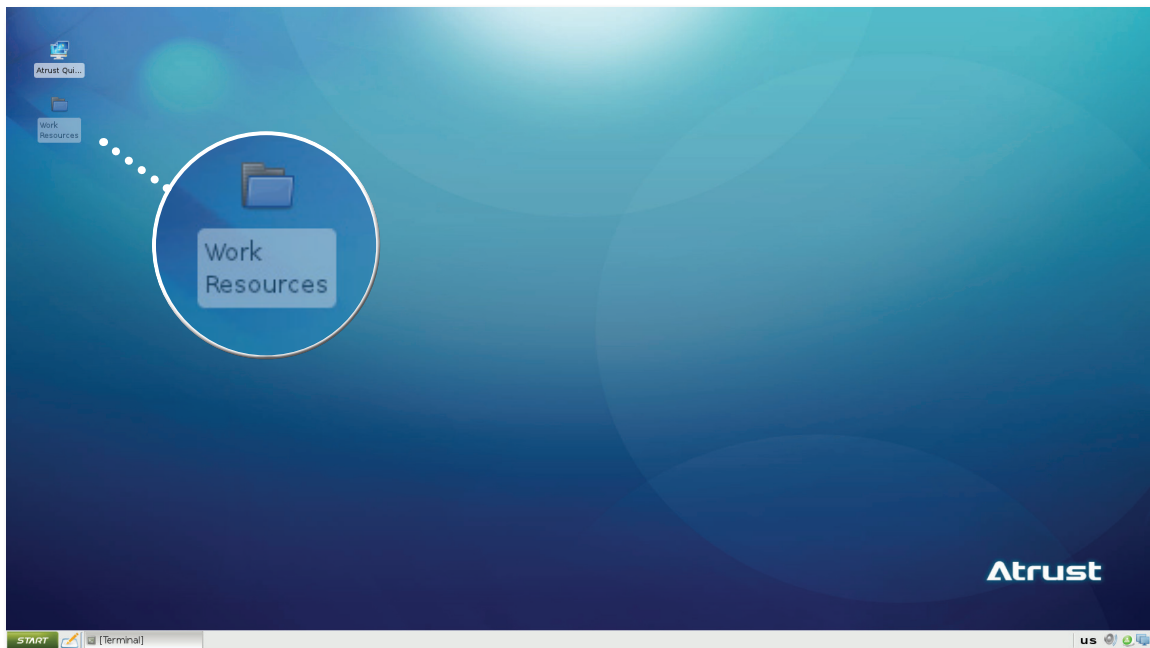 Atrust Qui...
Work
Resources
Work
Resources
Atrust
START
[Terminal]
us